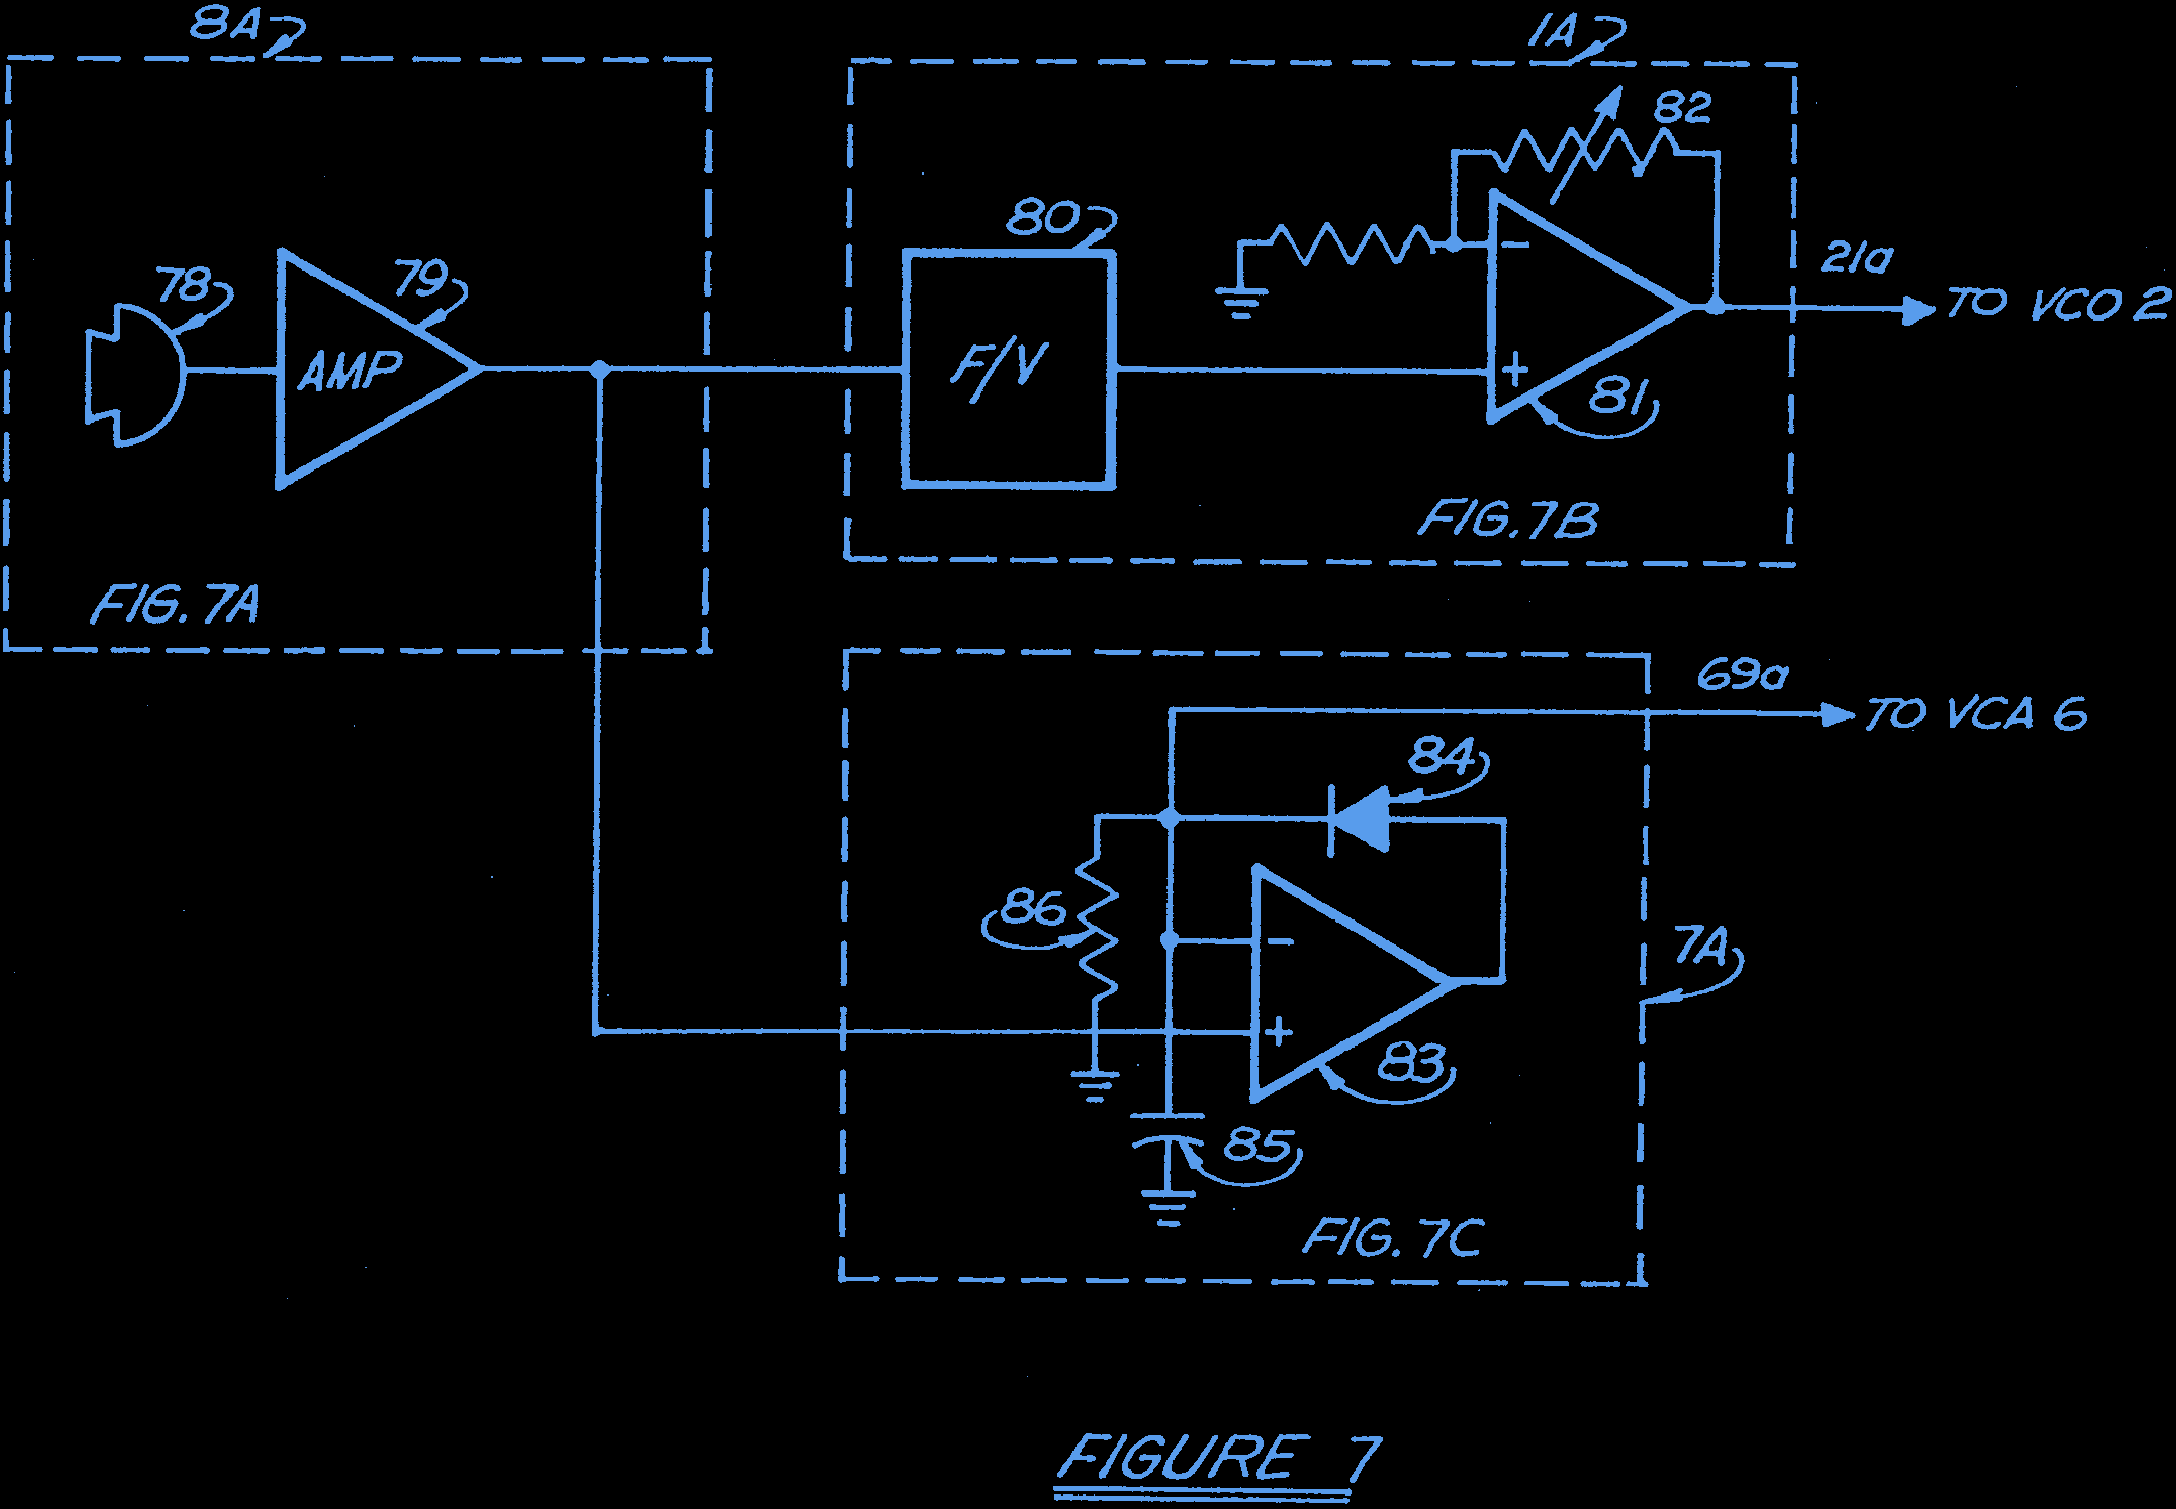 8A
1A
82
80
21a
TO VCO 2
78
79
AMP
F/V
−
+
81
FIG. 7B
FIG. 7A
69a
TO VCA 6
84
86
7A
−
+
83
85
FIG. 7C
FIGURE 7